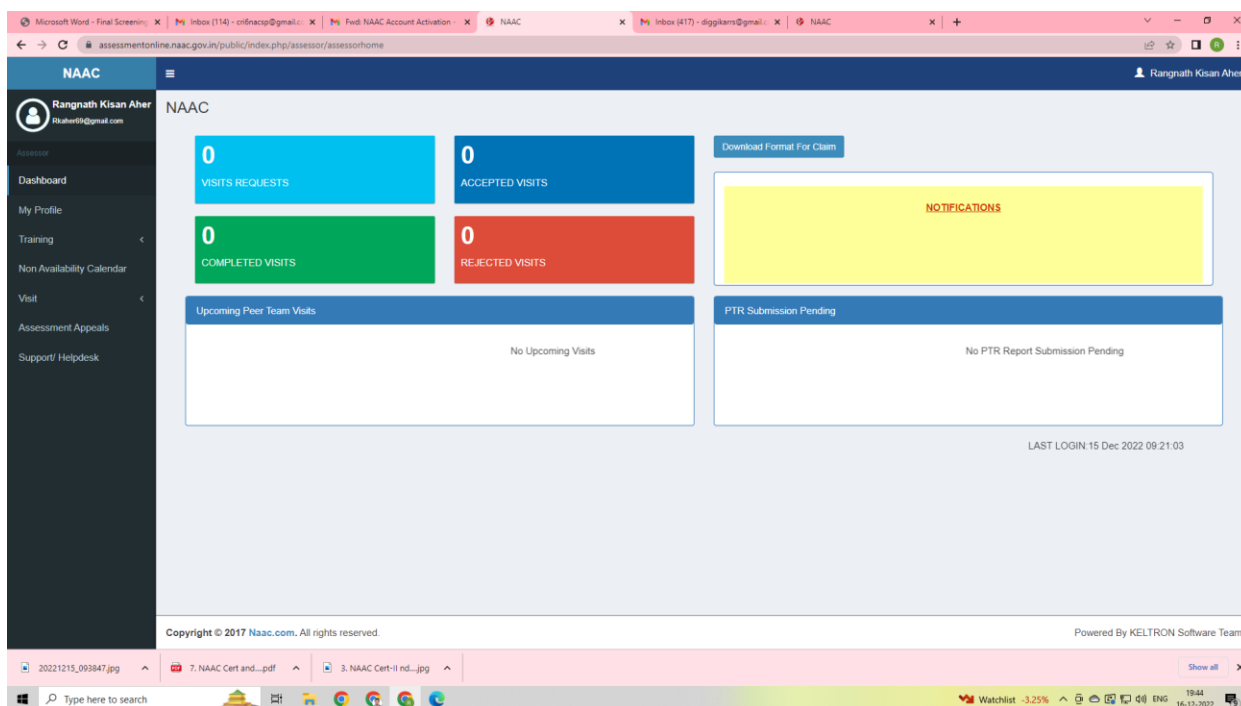 Microsoft Word - Final Screening
Inbox (114) - cri6nacsp@gmail.c
Fwd: NAAC Account Activation -
NAAC
Inbox (417) - diggikarrs@gmail.c
NAAC
assessmentonline.naac.gov.in/public/index.php/assessor/assessorhome
R
NAAC
Rangnath Kisan Aher
Rangnath Kisan Aher
Rkaher69@gmail.com
NAAC
Assessor
Dashboard
My Profile
Training
Non Availability Calendar
Visit
Assessment Appeals
Support/ Helpdesk
0
VISITS REQUESTS
0
ACCEPTED VISITS
0
COMPLETED VISITS
0
REJECTED VISITS
Download Format For Claim
NOTIFICATIONS
Upcoming Peer Team Visits
No Upcoming Visits
PTR Submission Pending
No PTR Report Submission Pending
LAST LOGIN:15 Dec 2022 09:21:03
Copyright © 2017 Naac.com. All rights reserved.
Powered By KELTRON Software Team
20221215_093847.jpg
7. NAAC Cert and....pdf
3. NAAC Cert-II nd....jpg
Show all
Type here to search
Watchlist -3.25%
ENG
19:44
16-12-2022